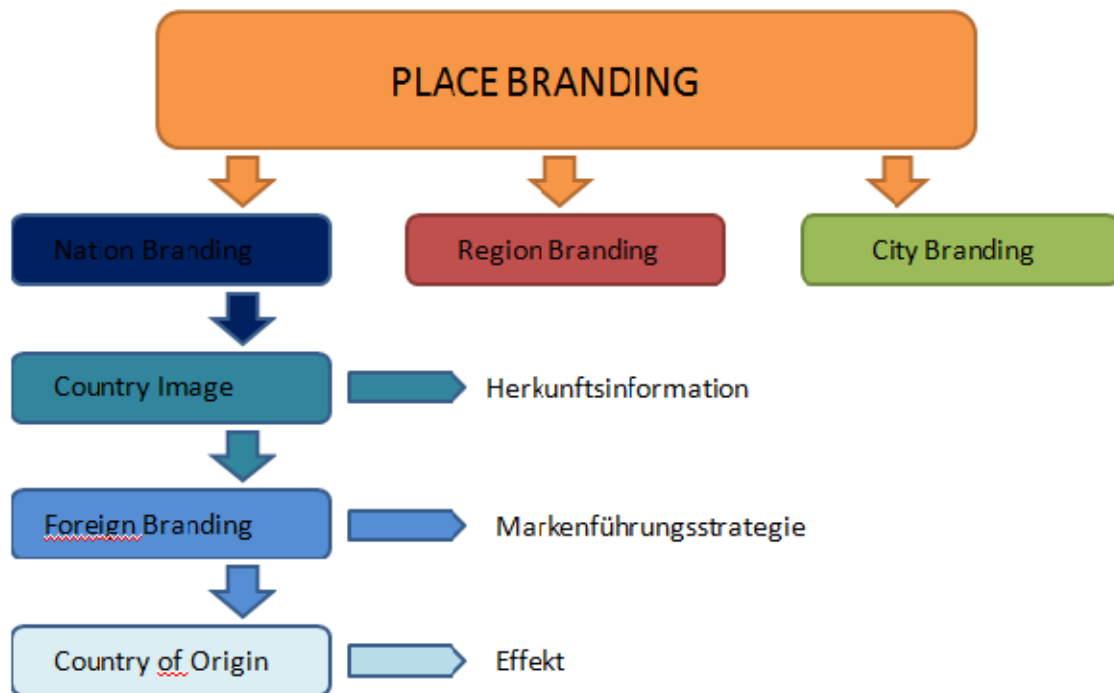 PLACE BRANDING
Nation Branding
Region Branding
City Branding
Country Image
Herkunftsinformation
Foreign Branding
Markenführungsstrategie
Country of Origin
Effekt